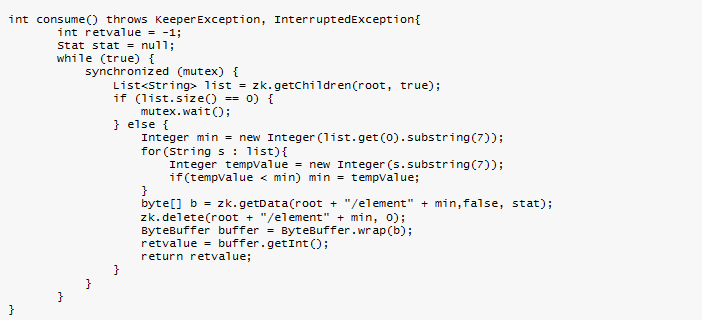 int consume() throws KeeperException, InterruptedException{
int retvalue = -1;
Stat stat = null;
while (true) {
synchronized (mutex) {
List<String> list = zk.getChildren(root, true);
if (list.size() == 0) {
mutex.wait();
} else {
Integer min = new Integer(list.get(0).substring(7));
for(String s : list){
Integer tempValue = new Integer(s.substring(7));
if(tempValue < min) min = tempValue;
}
byte[] b = zk.getData(root + "/element" + min,false, stat);
zk.delete(root + "/element" + min, 0);
ByteBuffer buffer = ByteBuffer.wrap(b);
retvalue = buffer.getInt();
return retvalue;
}
}
}
}